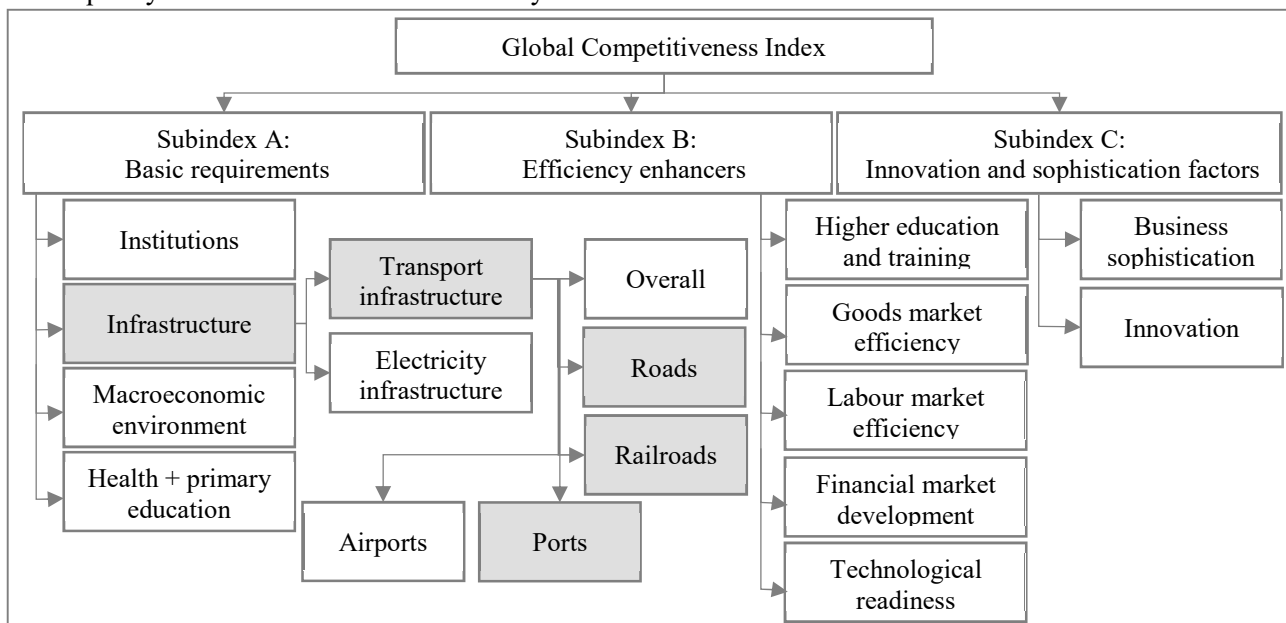 Global Competitiveness Index
Subindex A:
Basic requirements
Subindex B:
Efficiency enhancers
Subindex C:
Innovation and sophistication factors
Institutions
Infrastructure
Macroeconomic
environment
Health + primary
education
Transport
infrastructure
Electricity
infrastructure
Overall
Roads
Railroads
Airports
Ports
Higher education
and training
Goods market
efficiency
Labour market
efficiency
Financial market
development
Technological
readiness
Business
sophistication
Innovation